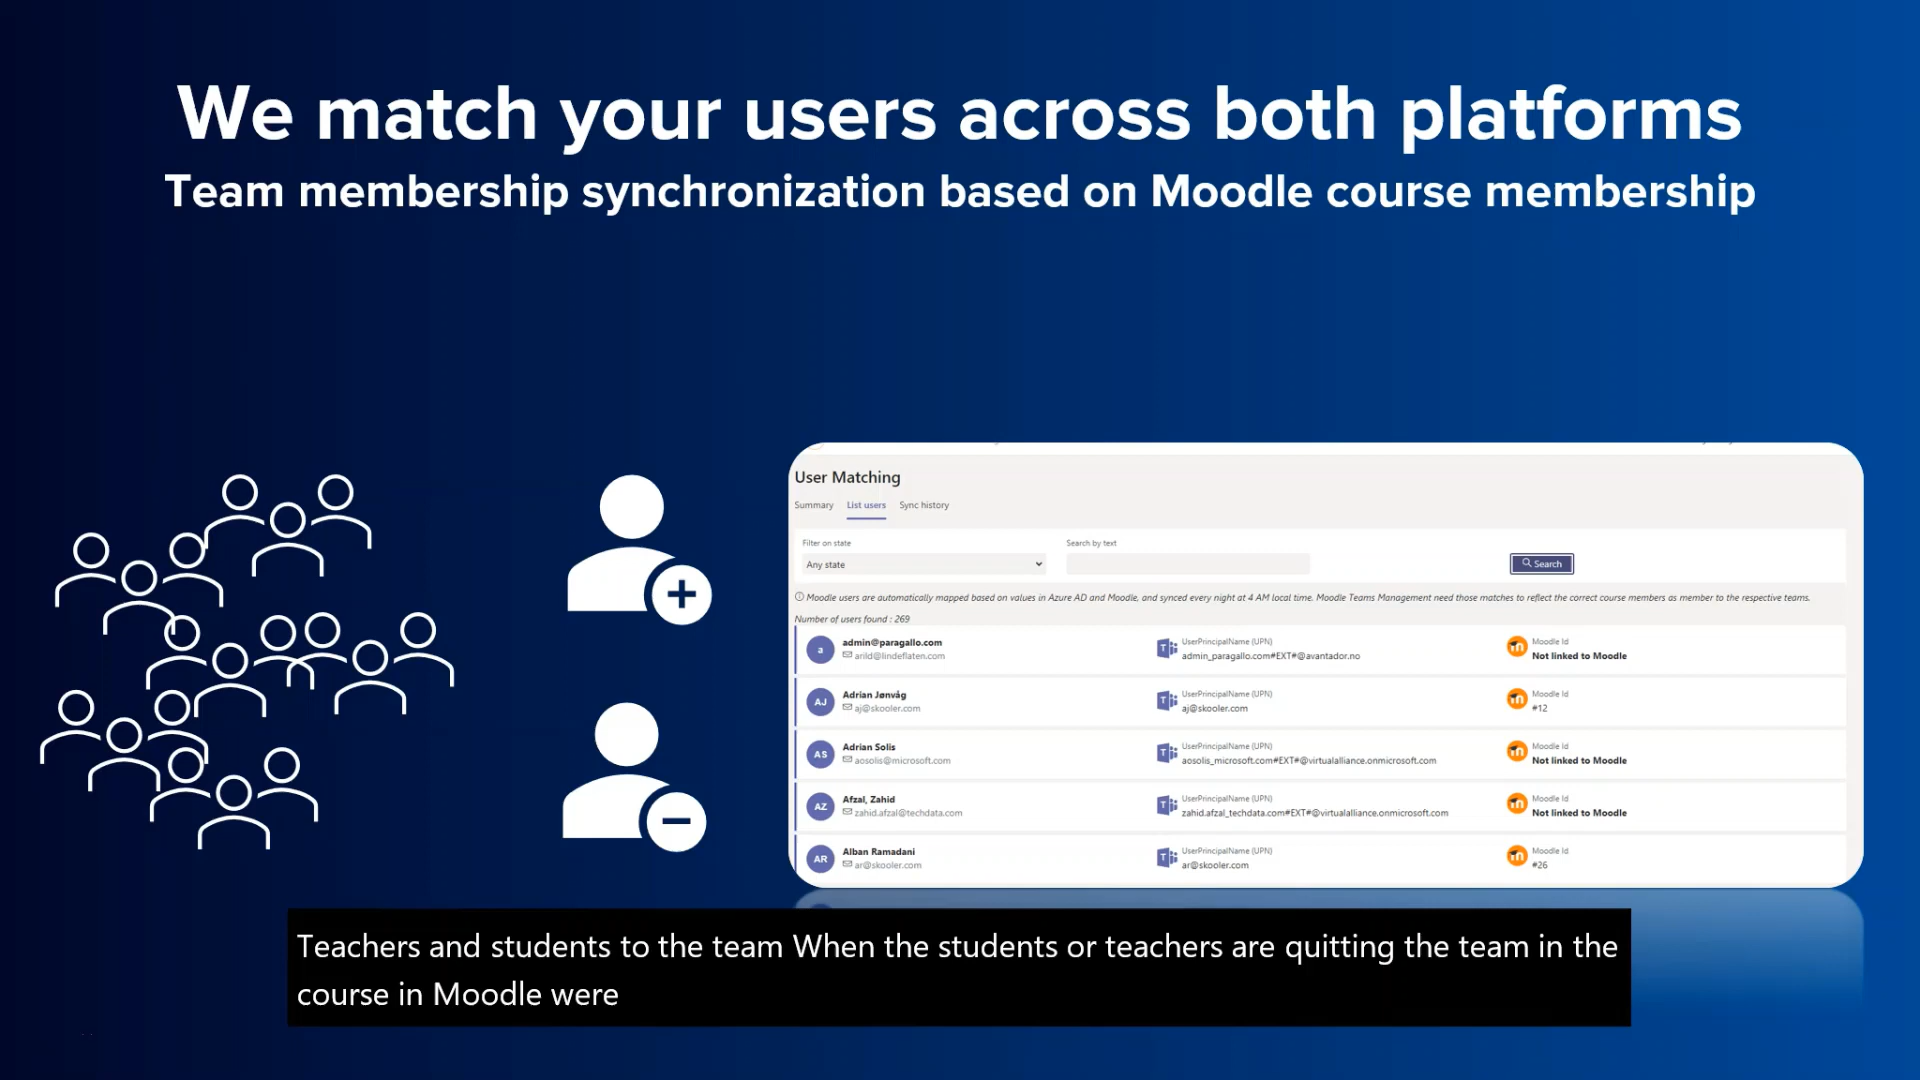 We match your users across both platforms
Team membership synchronization based on Moodle course membership
User Matching
Summary List users Sync history
Filter on state Search by text
Any state Search
Moodle users are automatically mapped based on values in Azure AD and Moodle, and synced every night at 4 AM local time. Moodle Teams Management need those matches to reflect the correct course members as member to the respective teams.
Number of users found : 269
a admin@paragallo.com UserPrincipalName (UPN) Moodle Id
arild@lindeflaten.com admin_paragallo.com#EXT#@avantador.no Not linked to Moodle
AJ Adrian Jønvåg UserPrincipalName (UPN) Moodle Id
aj@skooler.com aj@skooler.com #12
AS Adrian Solis UserPrincipalName (UPN) Moodle Id
aosolis@microsoft.com aosolis_microsoft.com#EXT#@virtualalliance.onmicrosoft.com Not linked to Moodle
AZ Afzal, Zahid UserPrincipalName (UPN) Moodle Id
zahid.afzal@techdata.com zahid.afzal_techdata.com#EXT#@virtualalliance.onmicrosoft.com Not linked to Moodle
AR Alban Ramadani UserPrincipalName (UPN) Moodle Id
ar@skooler.com ar@skooler.com #26
Teachers and students to the team When the students or teachers are quitting the team in the
course in Moodle were